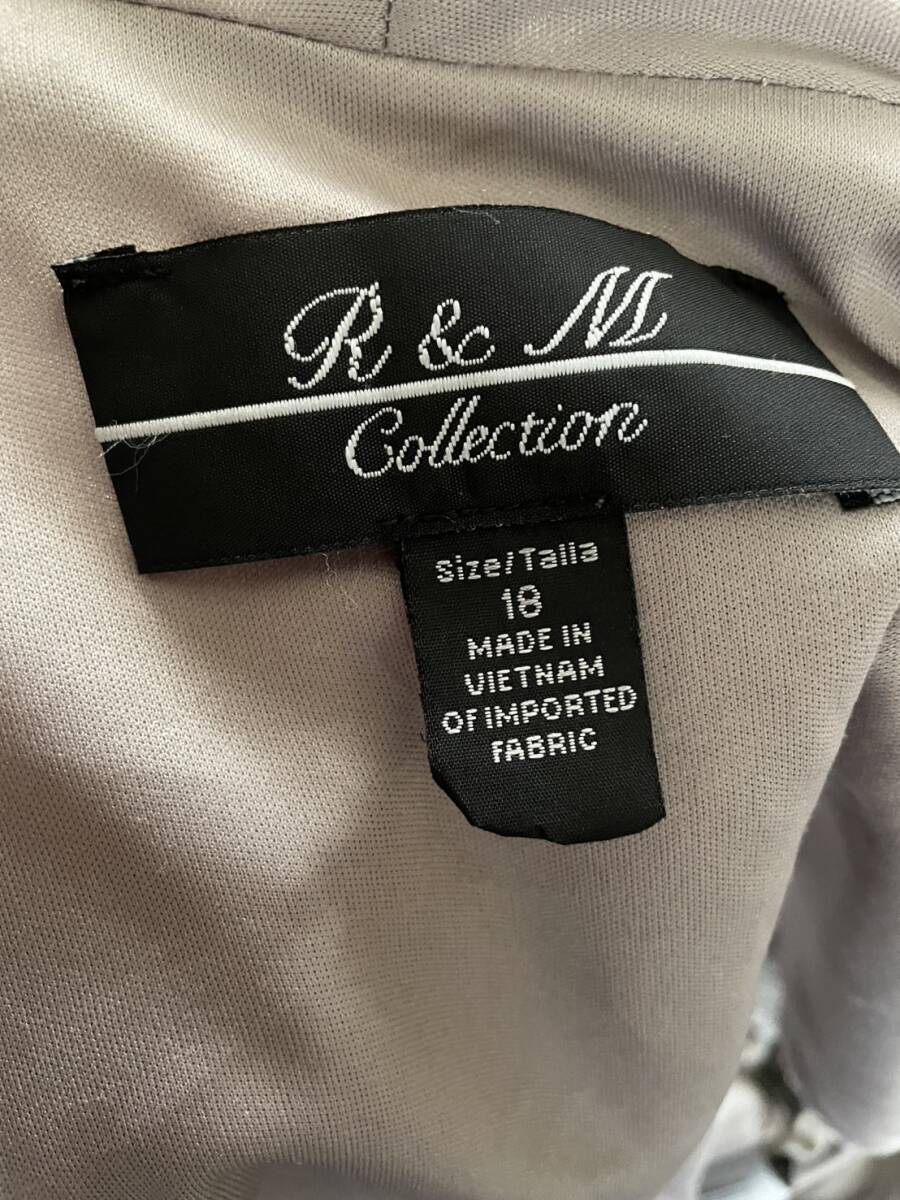 R & M
Collection
Size/Talla
18
MADE IN
VIETNAM
OF IMPORTED
FABRIC